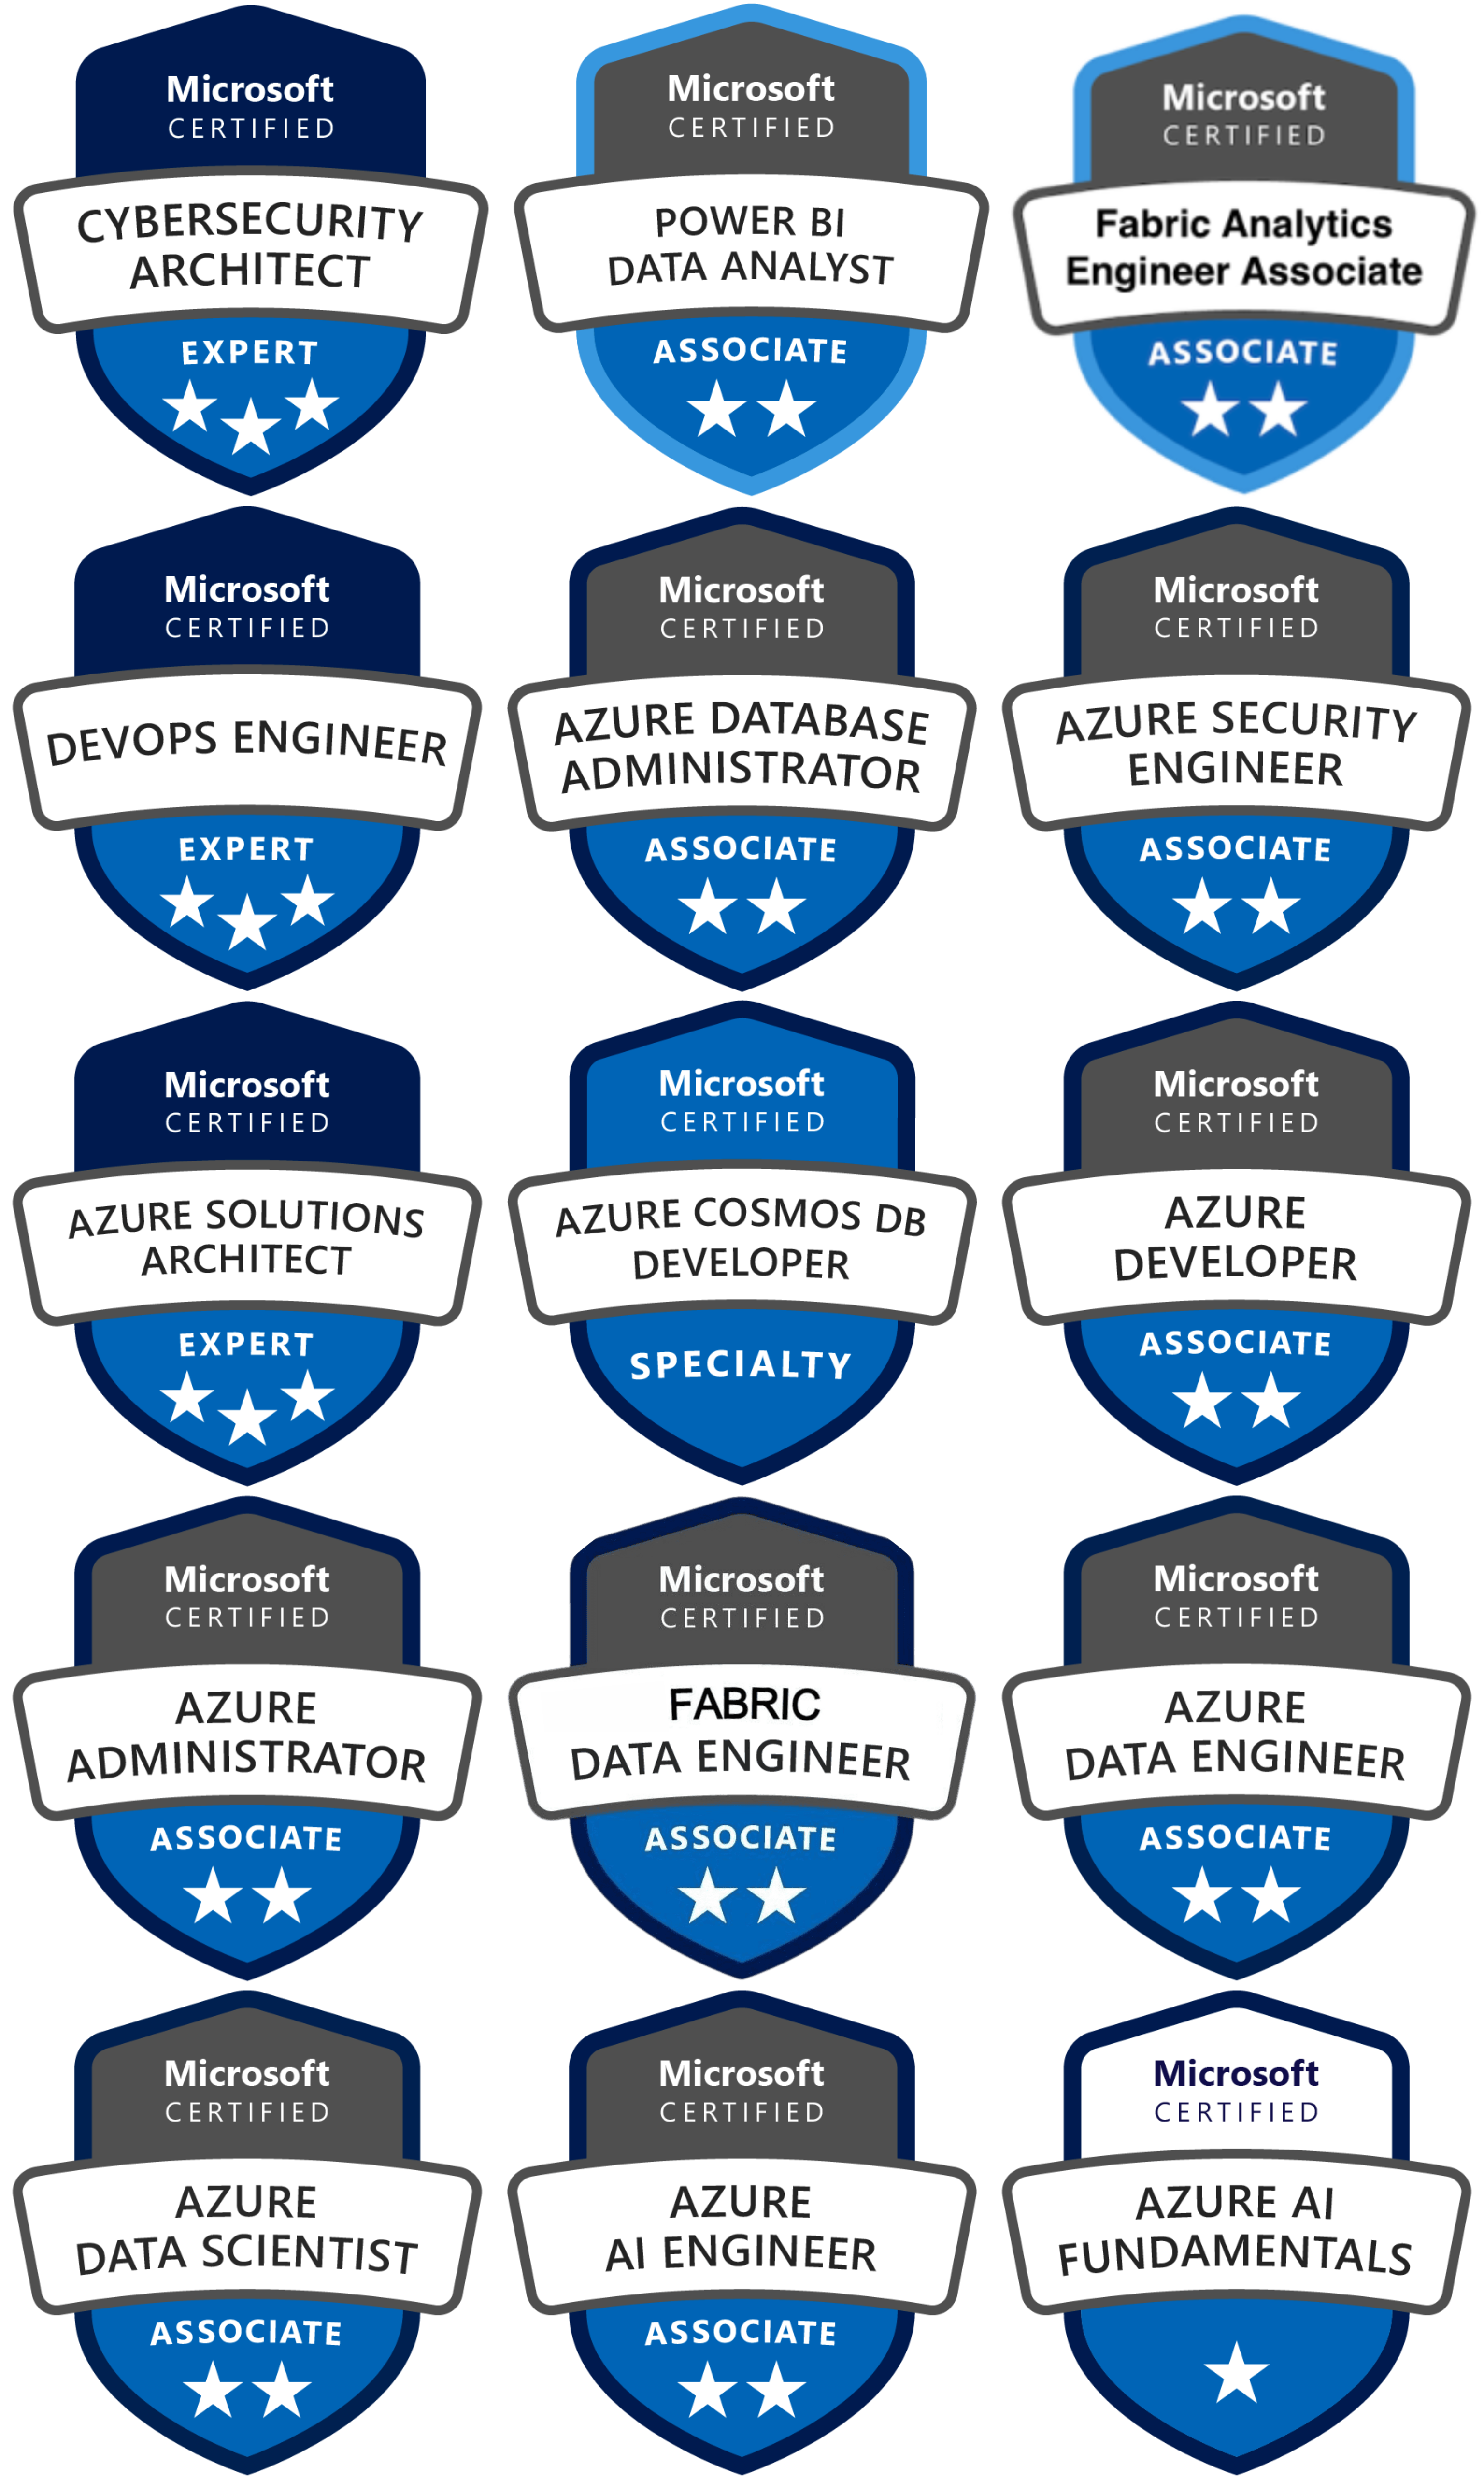 Microsoft
CERTIFIED
CYBERSECURITY
ARCHITECT
EXPERT
Microsoft
CERTIFIED
POWER BI
DATA ANALYST
ASSOCIATE
Microsoft
CERTIFIED
Fabric Analytics
Engineer Associate
ASSOCIATE
Microsoft
CERTIFIED
DEVOPS ENGINEER
EXPERT
Microsoft
CERTIFIED
AZURE DATABASE
ADMINISTRATOR
ASSOCIATE
Microsoft
CERTIFIED
AZURE SECURITY
ENGINEER
ASSOCIATE
Microsoft
CERTIFIED
AZURE SOLUTIONS
ARCHITECT
EXPERT
Microsoft
CERTIFIED
AZURE COSMOS DB
DEVELOPER
SPECIALTY
Microsoft
CERTIFIED
AZURE
DEVELOPER
ASSOCIATE
Microsoft
CERTIFIED
AZURE
ADMINISTRATOR
ASSOCIATE
Microsoft
CERTIFIED
FABRIC
DATA ENGINEER
ASSOCIATE
Microsoft
CERTIFIED
AZURE
DATA ENGINEER
ASSOCIATE
Microsoft
CERTIFIED
AZURE
DATA SCIENTIST
ASSOCIATE
Microsoft
CERTIFIED
AZURE
AI ENGINEER
ASSOCIATE
Microsoft
CERTIFIED
AZURE AI
FUNDAMENTALS